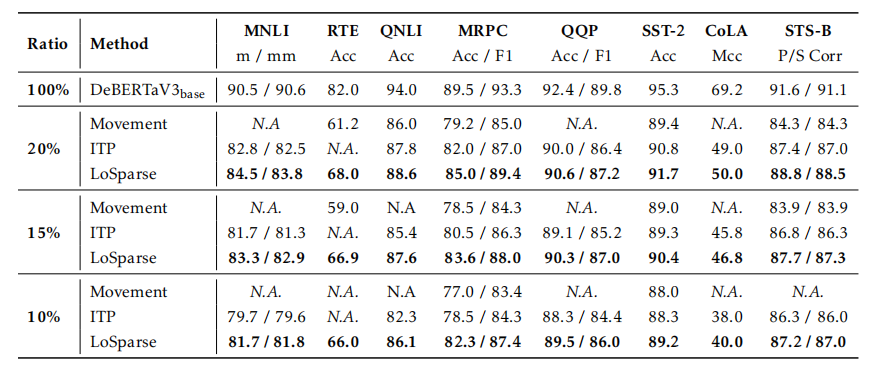 Ratio Method MNLI RTE QNLI MRPC QQP SST-2 CoLA STS-B
m / mm Acc Acc Acc / F1 Acc / F1 Acc Mcc P/S Corr
100% DeBERTaV3base 90.5 / 90.6 82.0 94.0 89.5 / 93.3 92.4 / 89.8 95.3 69.2 91.6 / 91.1
Movement N.A 61.2 86.0 79.2 / 85.0 N.A. 89.4 N.A. 84.3 / 84.3
20% ITP 82.8 / 82.5 N.A. 87.8 82.0 / 87.0 90.0 / 86.4 90.8 49.0 87.4 / 87.0
LoSparse 84.5 / 83.8 68.0 88.6 85.0 / 89.4 90.6 / 87.2 91.7 50.0 88.8 / 88.5
Movement N.A. 59.0 N.A 78.5 / 84.3 N.A. 89.0 N.A. 83.9 / 83.9
15% ITP 81.7 / 81.3 N.A. 85.4 80.5 / 86.3 89.1 / 85.2 89.3 45.8 86.8 / 86.3
LoSparse 83.3 / 82.9 66.9 87.6 83.6 / 88.0 90.3 / 87.0 90.4 46.8 87.7 / 87.3
Movement N.A. N.A. N.A 77.0 / 83.4 N.A. 88.0 N.A. N.A.
10% ITP 79.7 / 79.6 N.A. 82.3 78.5 / 84.3 88.3 / 84.4 88.3 38.0 86.3 / 86.0
LoSparse 81.7 / 81.8 66.0 86.1 82.3 / 87.4 89.5 / 86.0 89.2 40.0 87.2 / 87.0